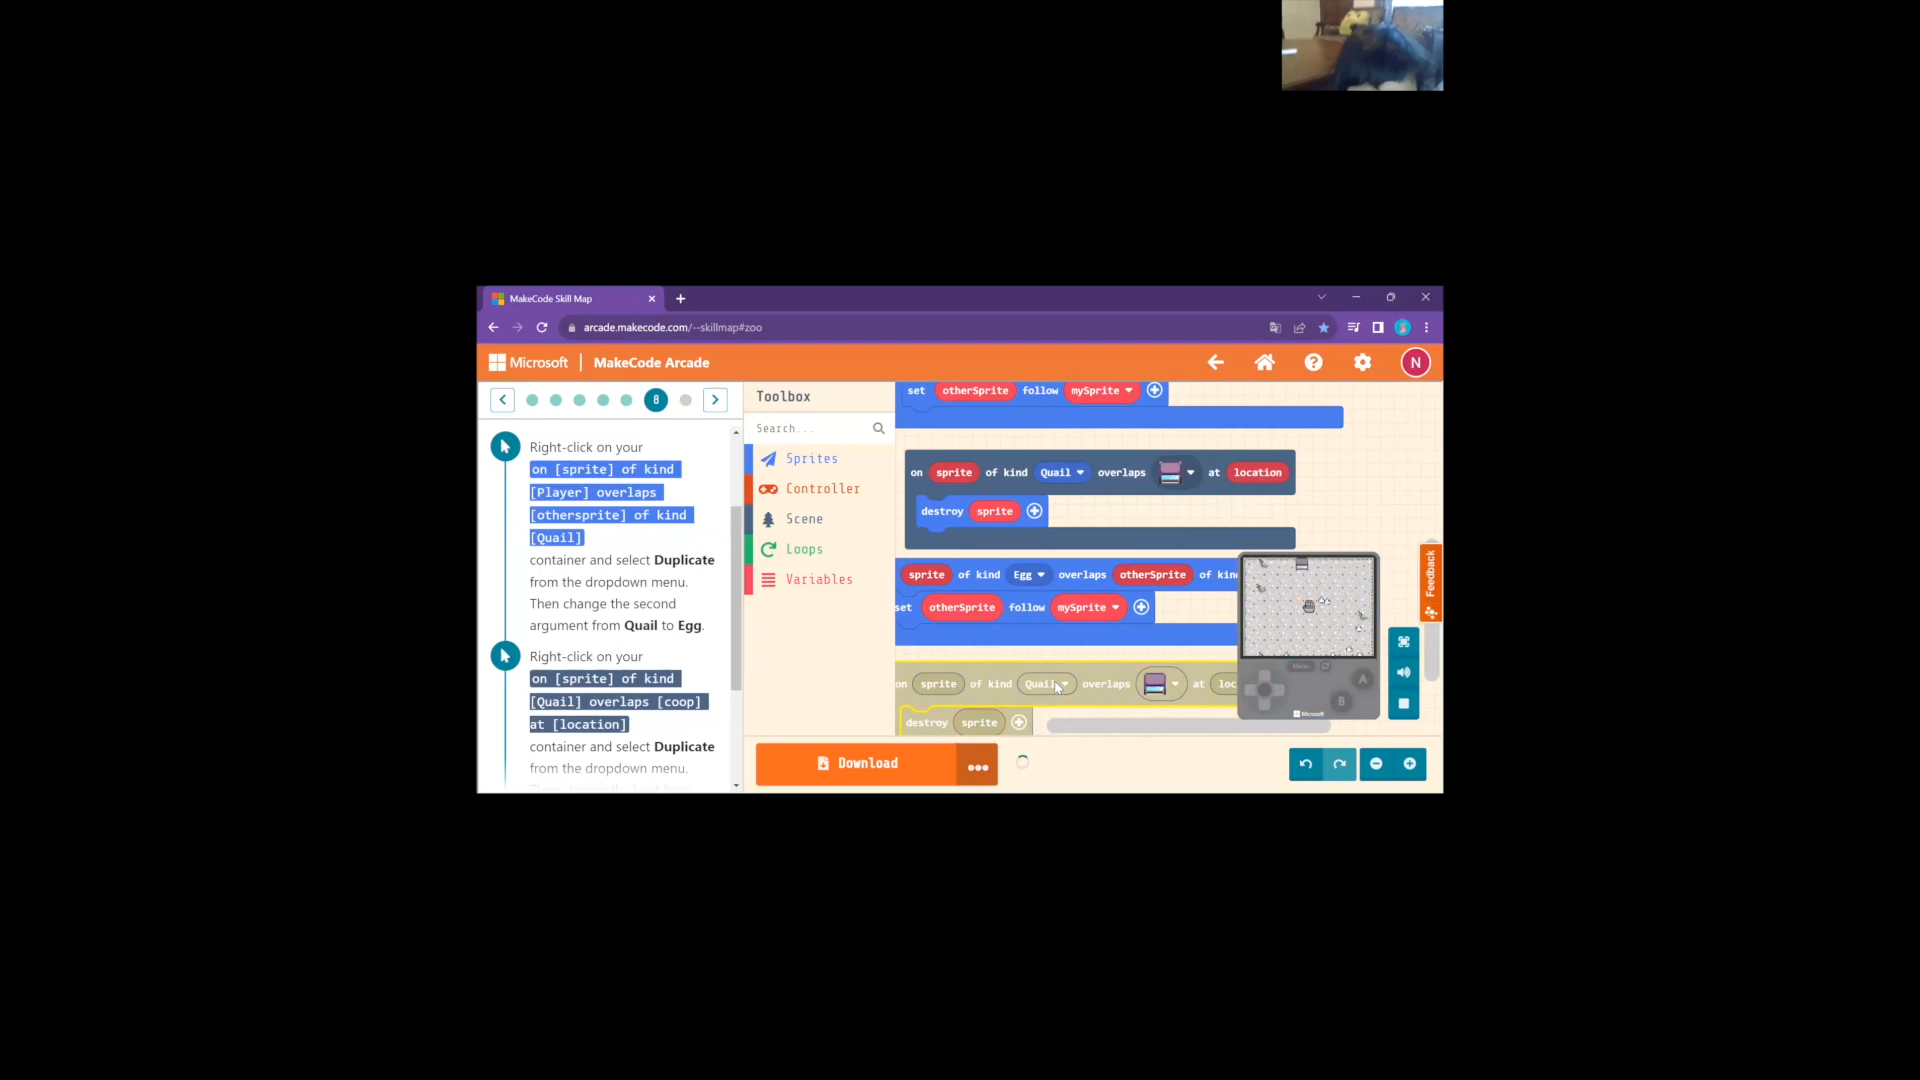 MakeCode Skill Map
arcade.makecode.com/--skillmap#zoo
Microsoft | MakeCode Arcade
N
8
Right-click on your
on [sprite] of kind
[Player] overlaps
[othersprite] of kind
[Quail]
container and select Duplicate
from the dropdown menu.
Then change the second
argument from Quail to Egg.
Right-click on your
on [sprite] of kind
[Quail] overlaps [coop]
at [location]
container and select Duplicate
from the dropdown menu.
Toolbox
Search...
Sprites
Controller
Scene
Loops
Variables
set otherSprite follow mySprite
on sprite of kind Quail overlaps at location
destroy sprite
sprite of kind Egg overlaps otherSprite of kin
set otherSprite follow mySprite
on sprite of kind Quail overlaps at loc
destroy sprite
Menu
A
B
Microsoft
Feedback
Download